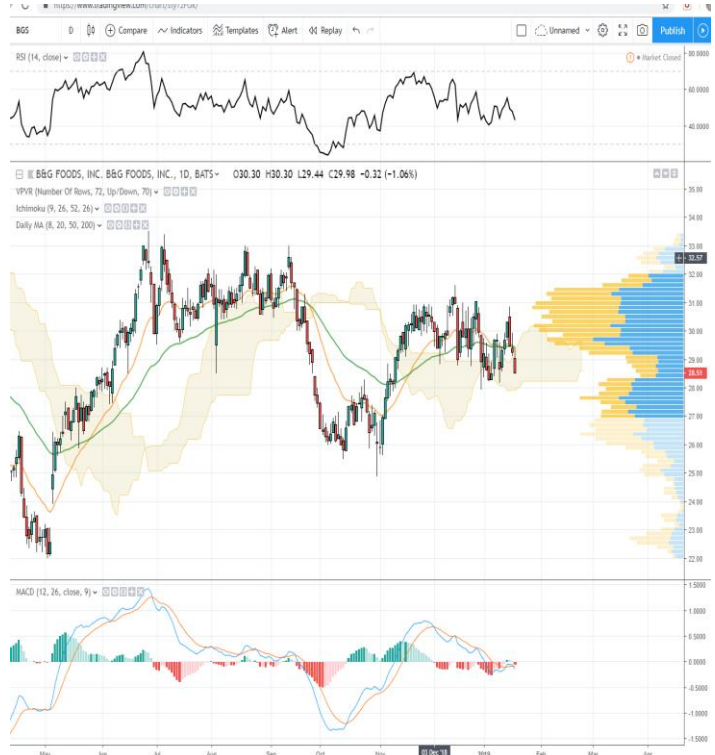 https://www.tradingview.com/chart/
BGS D Compare Indicators Templates Alert Replay Unnamed Publish
RSI (14, close)
Market Closed
80.0000
60.0000
40.0000
B&G FOODS, INC. B&G FOODS, INC., 1D, BATS O30.30 H30.30 L29.44 C29.98 -0.32 (-1.06%)
VPVR (Number Of Rows, 72, Up/Down, 70)
Ichimoku (9, 26, 52, 26)
Daily MA (8, 20, 50, 200)
35.00
34.00
33.00
32.57
32.00
31.00
30.00
29.00
28.51
28.00
27.00
26.00
25.00
24.00
23.00
22.00
MACD (12, 26, close, 9)
1.5000
1.0000
0.5000
0.0000
-0.5000
-1.0000
-1.5000
May Jun Jul Aug Sep Oct Nov 03 Dec '18 2019 Feb Mar Apr